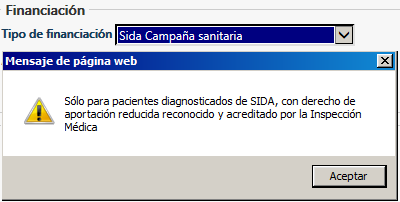 Financiación
Tipo de financiación Sida Campaña sanitaria
Mensaje de página web
Sólo para pacientes diagnosticados de SIDA, con derecho de
aportación reducida reconocido y acreditado por la Inspección
Médica
Aceptar